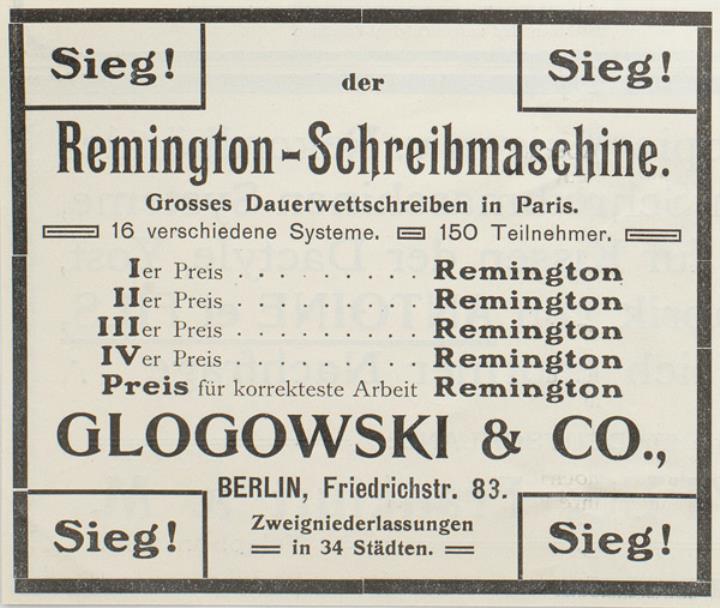 Sieg!
Sieg!
der
Remington-Schreibmaschine.
Grosses Dauerwettschreiben in Paris.
16 verschiedene Systeme. 150 Teilnehmer.
Ier Preis . . . . . . . . . . . Remington
IIer Preis . . . . . . . . . . . Remington
IIIer Preis . . . . . . . . . . . Remington
IVer Preis . . . . . . . . . . . Remington
Preis für korrekteste Arbeit Remington
GLOGOWSKI & CO.,
BERLIN, Friedrichstr. 83.
Zweigniederlassungen
in 34 Städten.
Sieg!
Sieg!